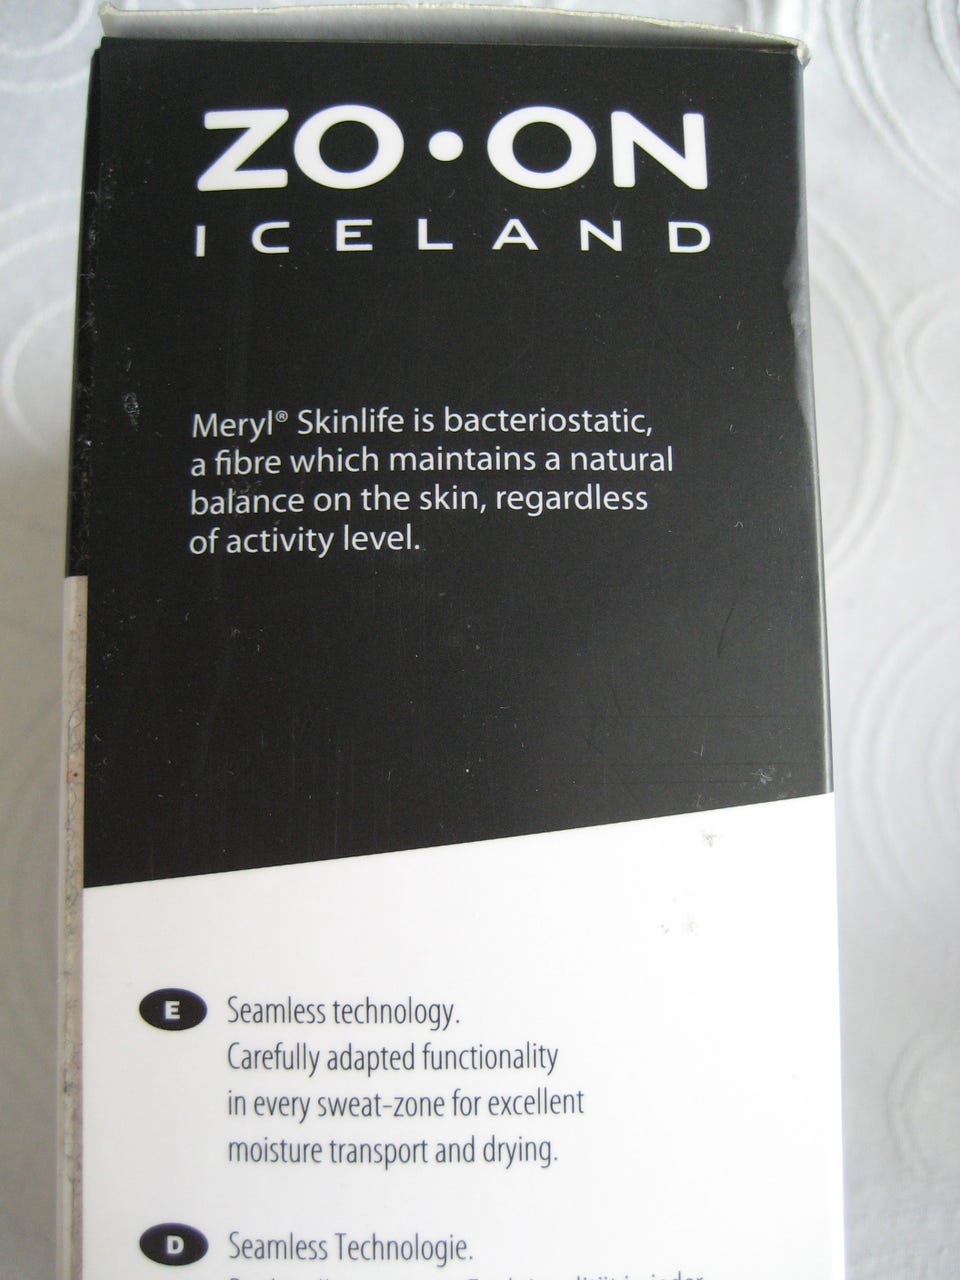 ZO•ON
ICELAND
Meryl® Skinlife is bacteriostatic,
a fibre which maintains a natural
balance on the skin, regardless
of activity level.
E Seamless technology.
Carefully adapted functionality
in every sweat-zone for excellent
moisture transport and drying.
D Seamless Technologie.